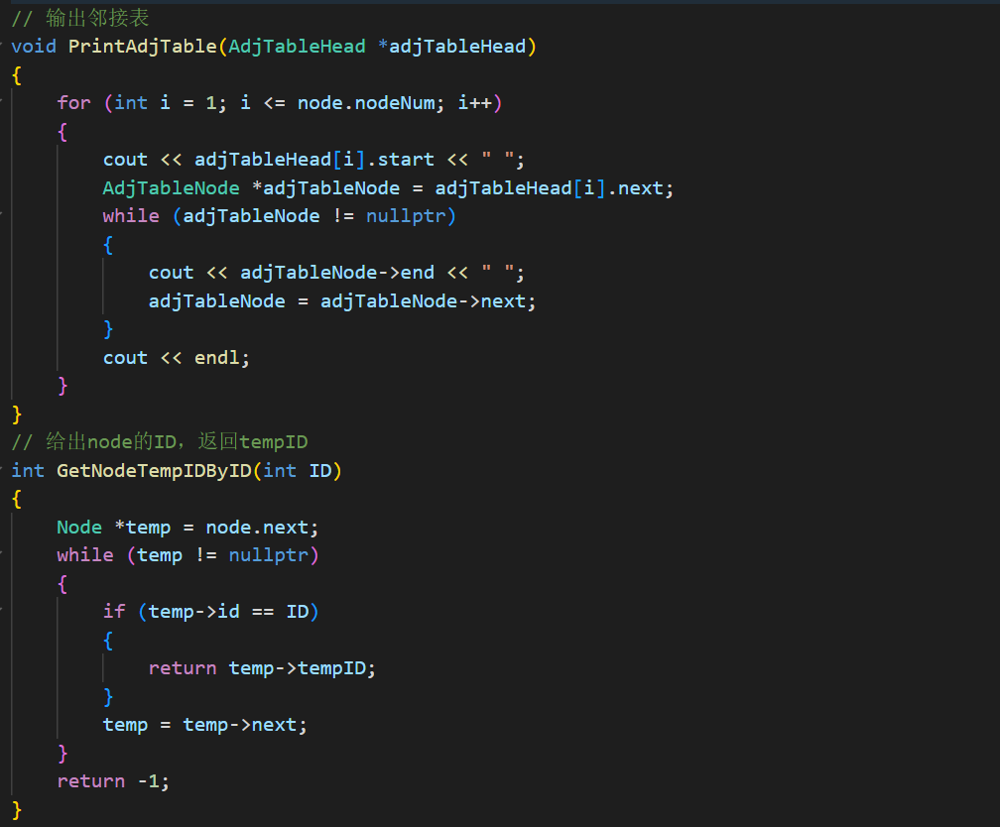 // 输出邻接表
void PrintAdjTable(AdjTableHead *adjTableHead)
{
    for (int i = 1; i <= node.nodeNum; i++)
    {
        cout << adjTableHead[i].start << " ";
        AdjTableNode *adjTableNode = adjTableHead[i].next;
        while (adjTableNode != nullptr)
        {
            cout << adjTableNode->end << " ";
            adjTableNode = adjTableNode->next;
        }
        cout << endl;
    }
}
// 给出node的ID，返回tempID
int GetNodeTempIDByID(int ID)
{
    Node *temp = node.next;
    while (temp != nullptr)
    {
        if (temp->id == ID)
        {
            return temp->tempID;
        }
        temp = temp->next;
    }
    return -1;
}